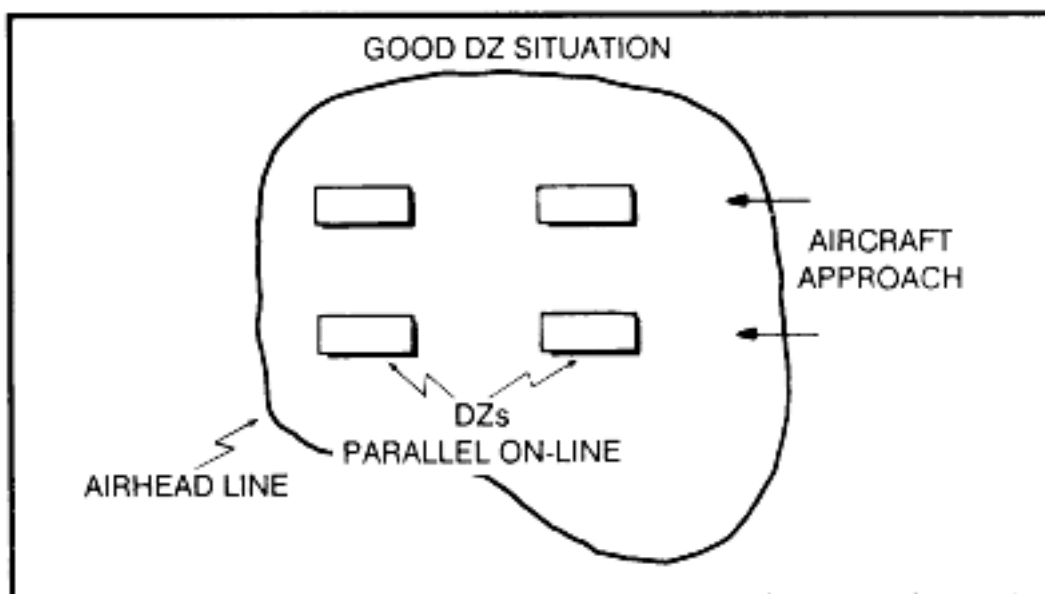 GOOD DZ SITUATION
AIRCRAFT
APPROACH
DZs
PARALLEL ON-LINE
AIRHEAD LINE